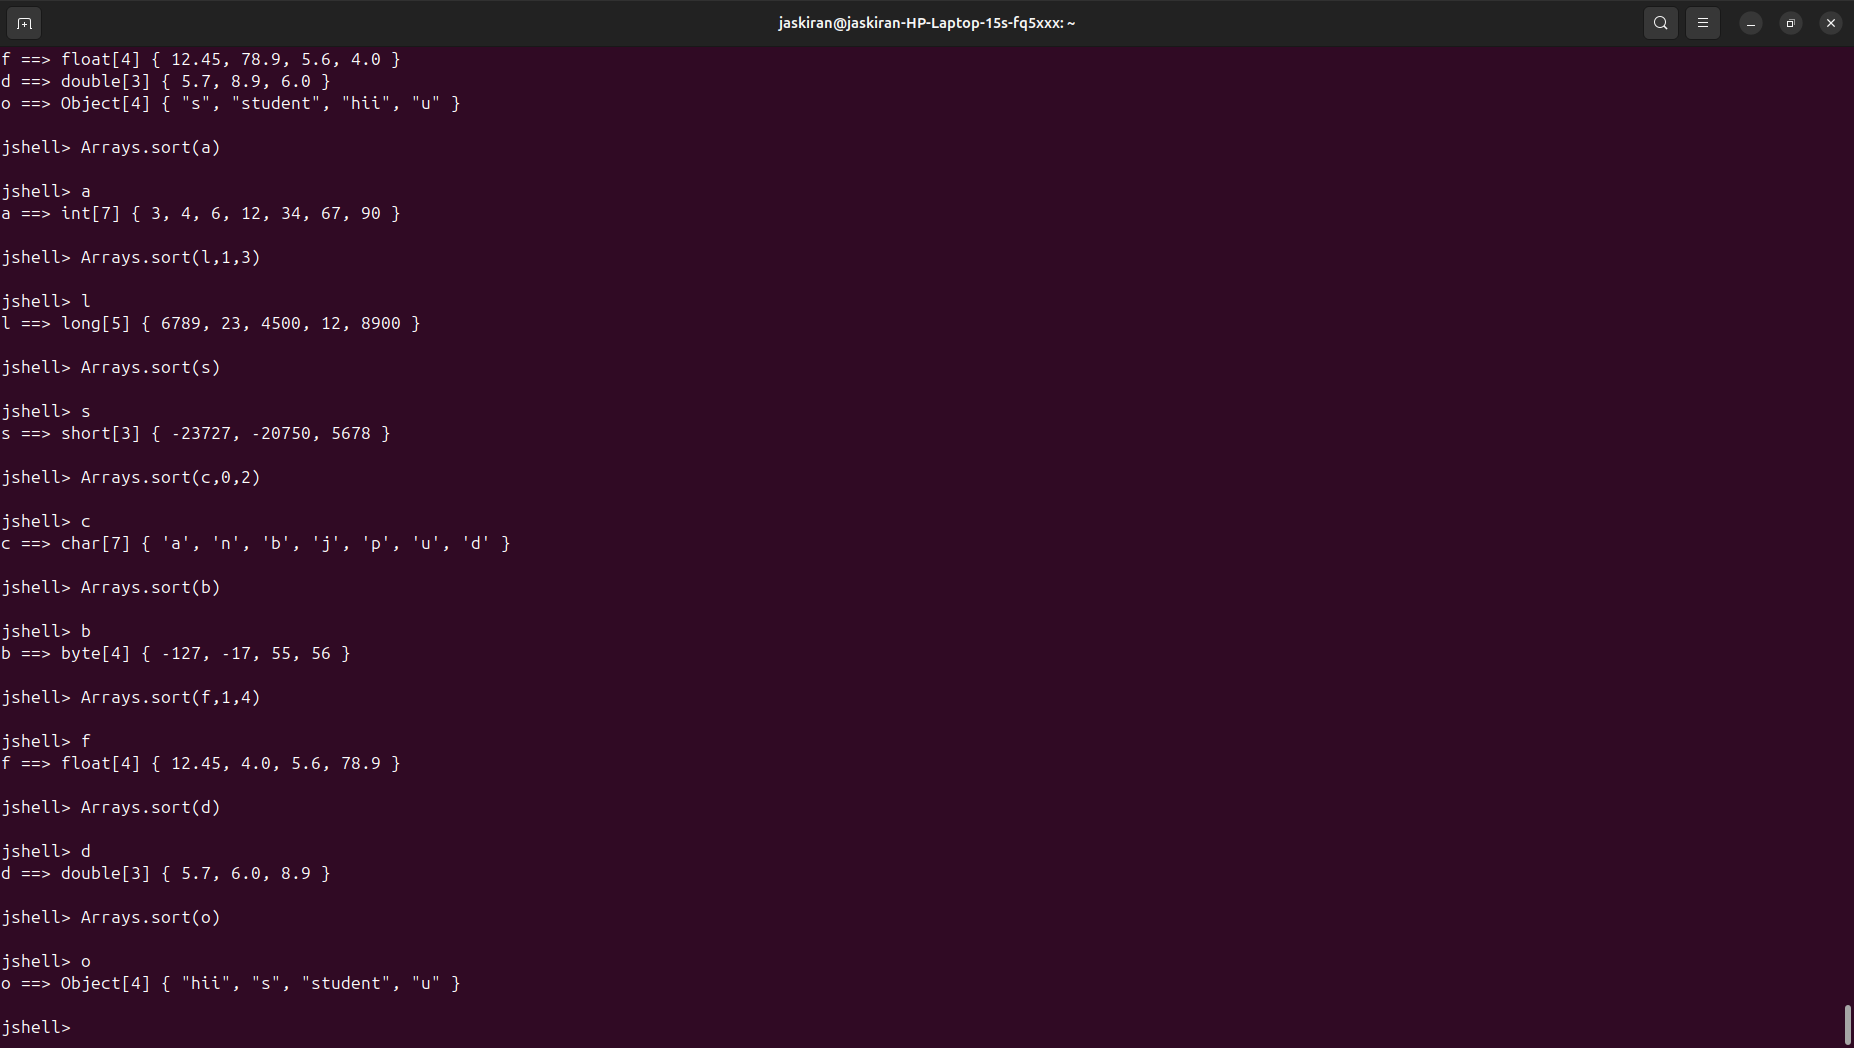 jaskiran@jaskiran-HP-Laptop-15s-fq5xxx: ~
f ==> float[4] { 12.45, 78.9, 5.6, 4.0 }
d ==> double[3] { 5.7, 8.9, 6.0 }
o ==> Object[4] { "s", "student", "hii", "u" }
jshell> Arrays.sort(a)
jshell> a
a ==> int[7] { 3, 4, 6, 12, 34, 67, 90 }
jshell> Arrays.sort(l,1,3)
jshell> l
l ==> long[5] { 6789, 23, 4500, 12, 8900 }
jshell> Arrays.sort(s)
jshell> s
s ==> short[3] { -23727, -20750, 5678 }
jshell> Arrays.sort(c,0,2)
jshell> c
c ==> char[7] { 'a', 'n', 'b', 'j', 'p', 'u', 'd' }
jshell> Arrays.sort(b)
jshell> b
b ==> byte[4] { -127, -17, 55, 56 }
jshell> Arrays.sort(f,1,4)
jshell> f
f ==> float[4] { 12.45, 4.0, 5.6, 78.9 }
jshell> Arrays.sort(d)
jshell> d
d ==> double[3] { 5.7, 6.0, 8.9 }
jshell> Arrays.sort(o)
jshell> o
o ==> Object[4] { "hii", "s", "student", "u" }
jshell>